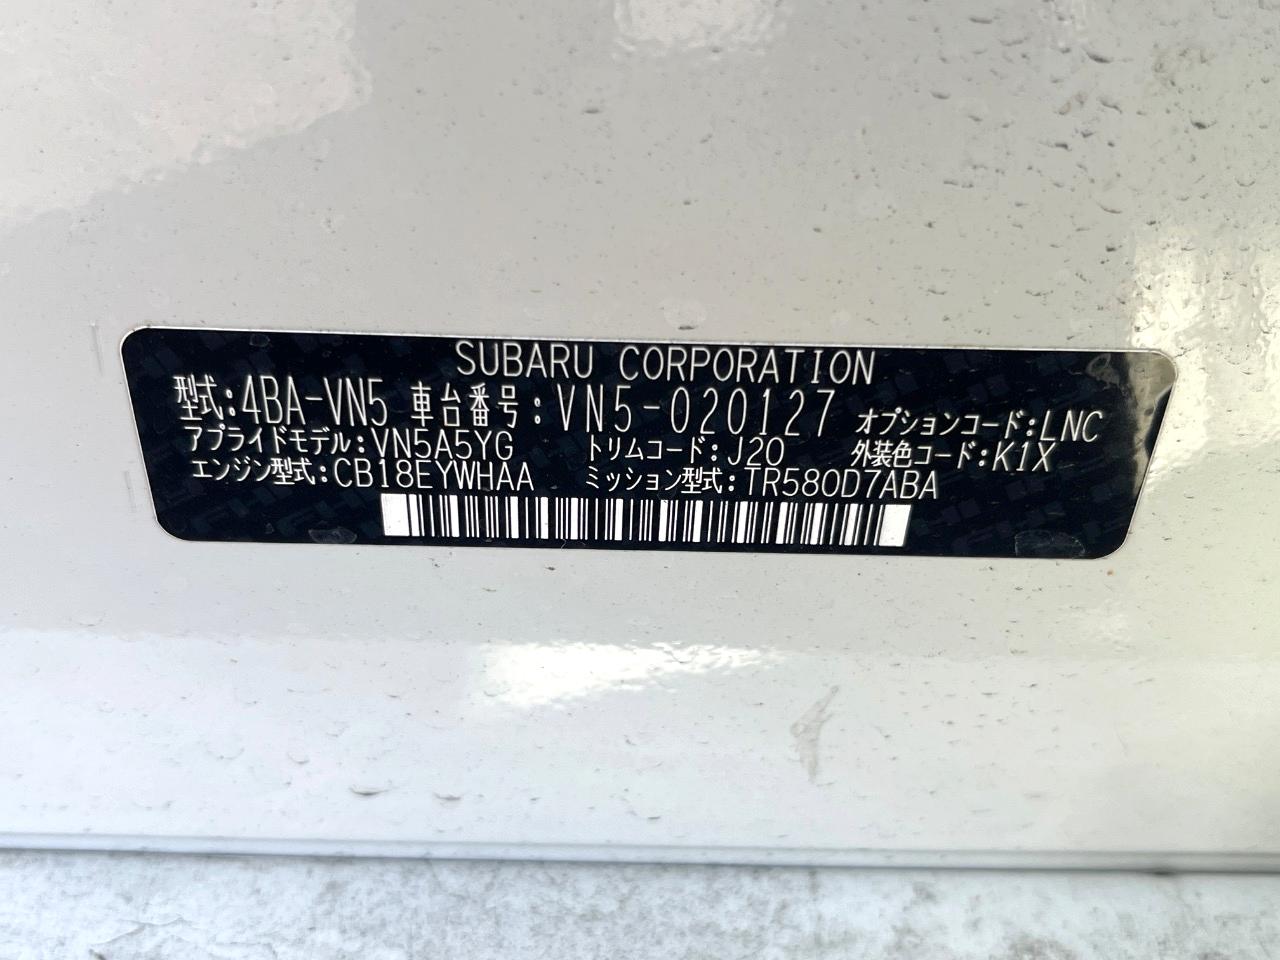 SUBARU CORPORATION
型式:4BA-VN5 車台番号:VN5-020127 オプションコード:LNC
アプライドモデル:VN5A5YG トリムコード:J20 外装色コード:K1X
エンジン型式:CB18EYWHAA ミッション型式:TR580D7ABA